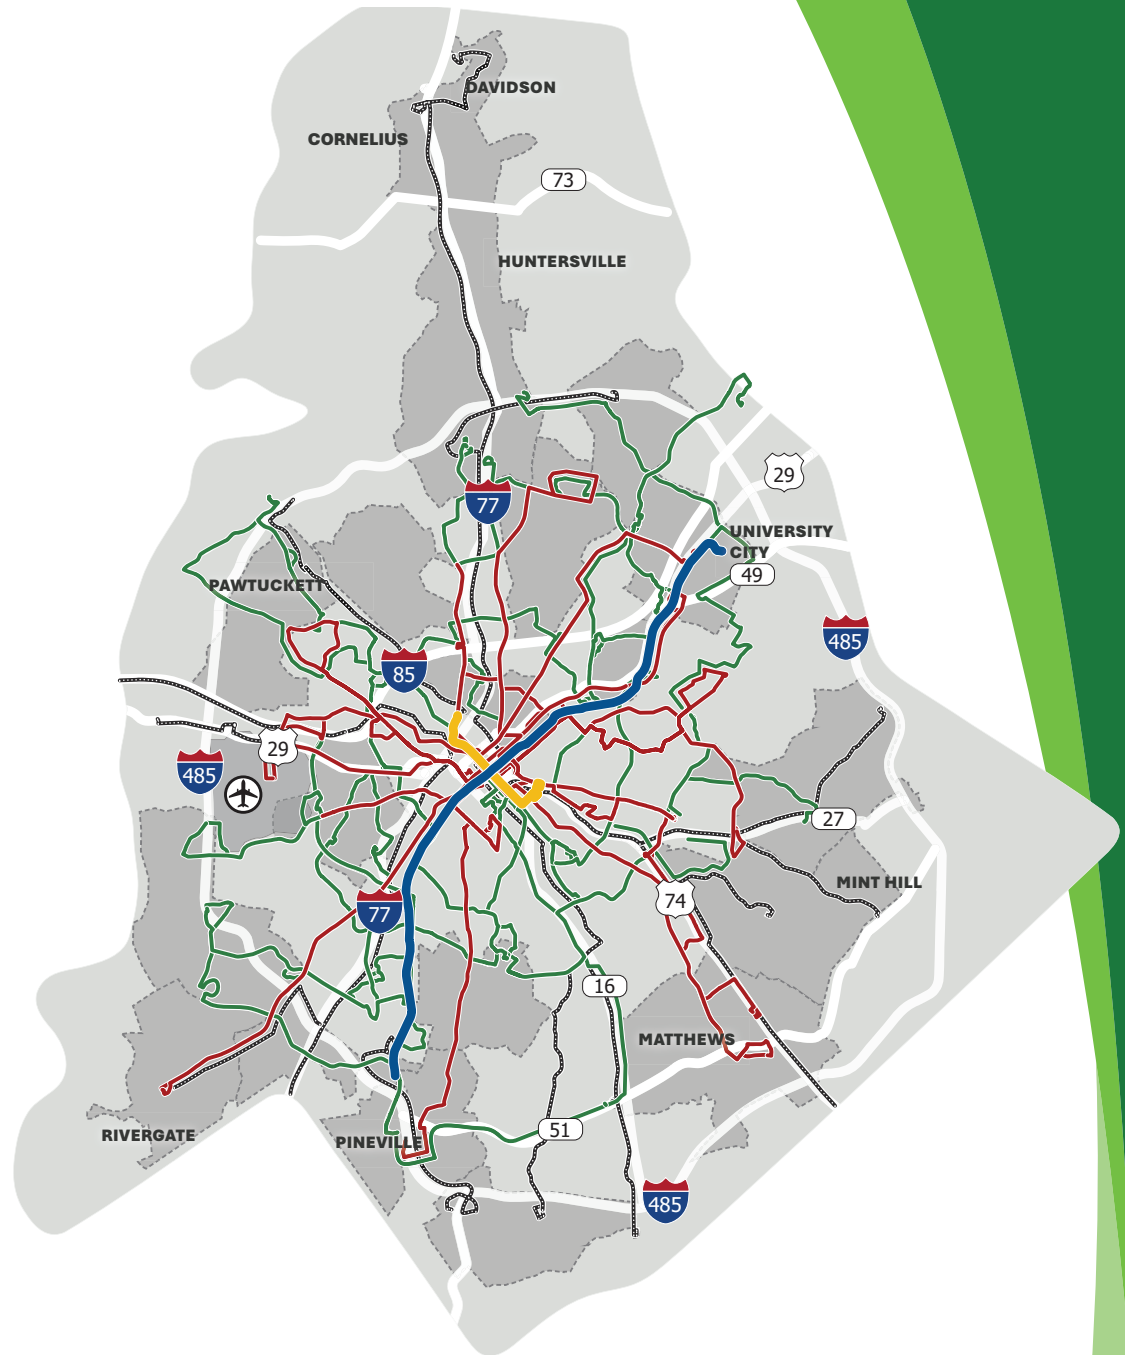 DAVIDSON
CORNELIUS
73
HUNTERSVILLE
29
77
UNIVERSITY
CITY
49
PAWTUCKETT
485
85
29
485
27
MINT HILL
74
77
16
MATTHEWS
51
RIVERGATE
PINEVILLE
485